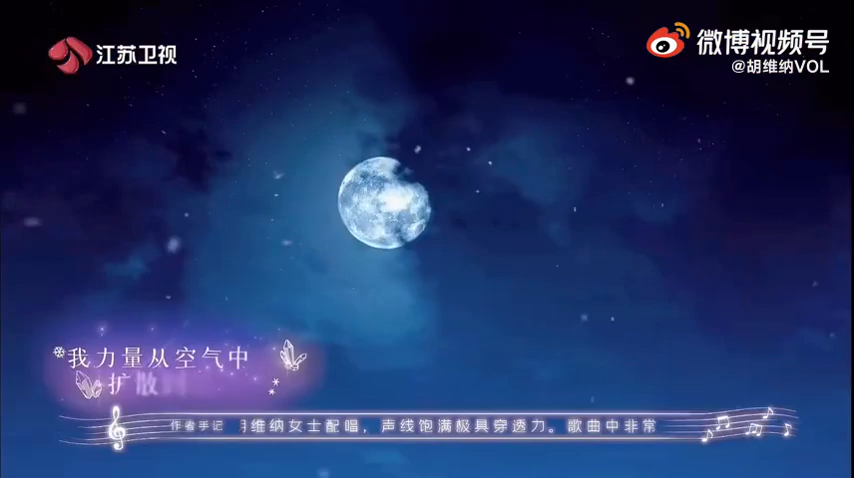 江苏卫视
微博视频号
@胡维纳VOL
我力量从空气中
扩散
作者手记
维纳女士配唱，声线饱满极具穿透力。歌曲中非常